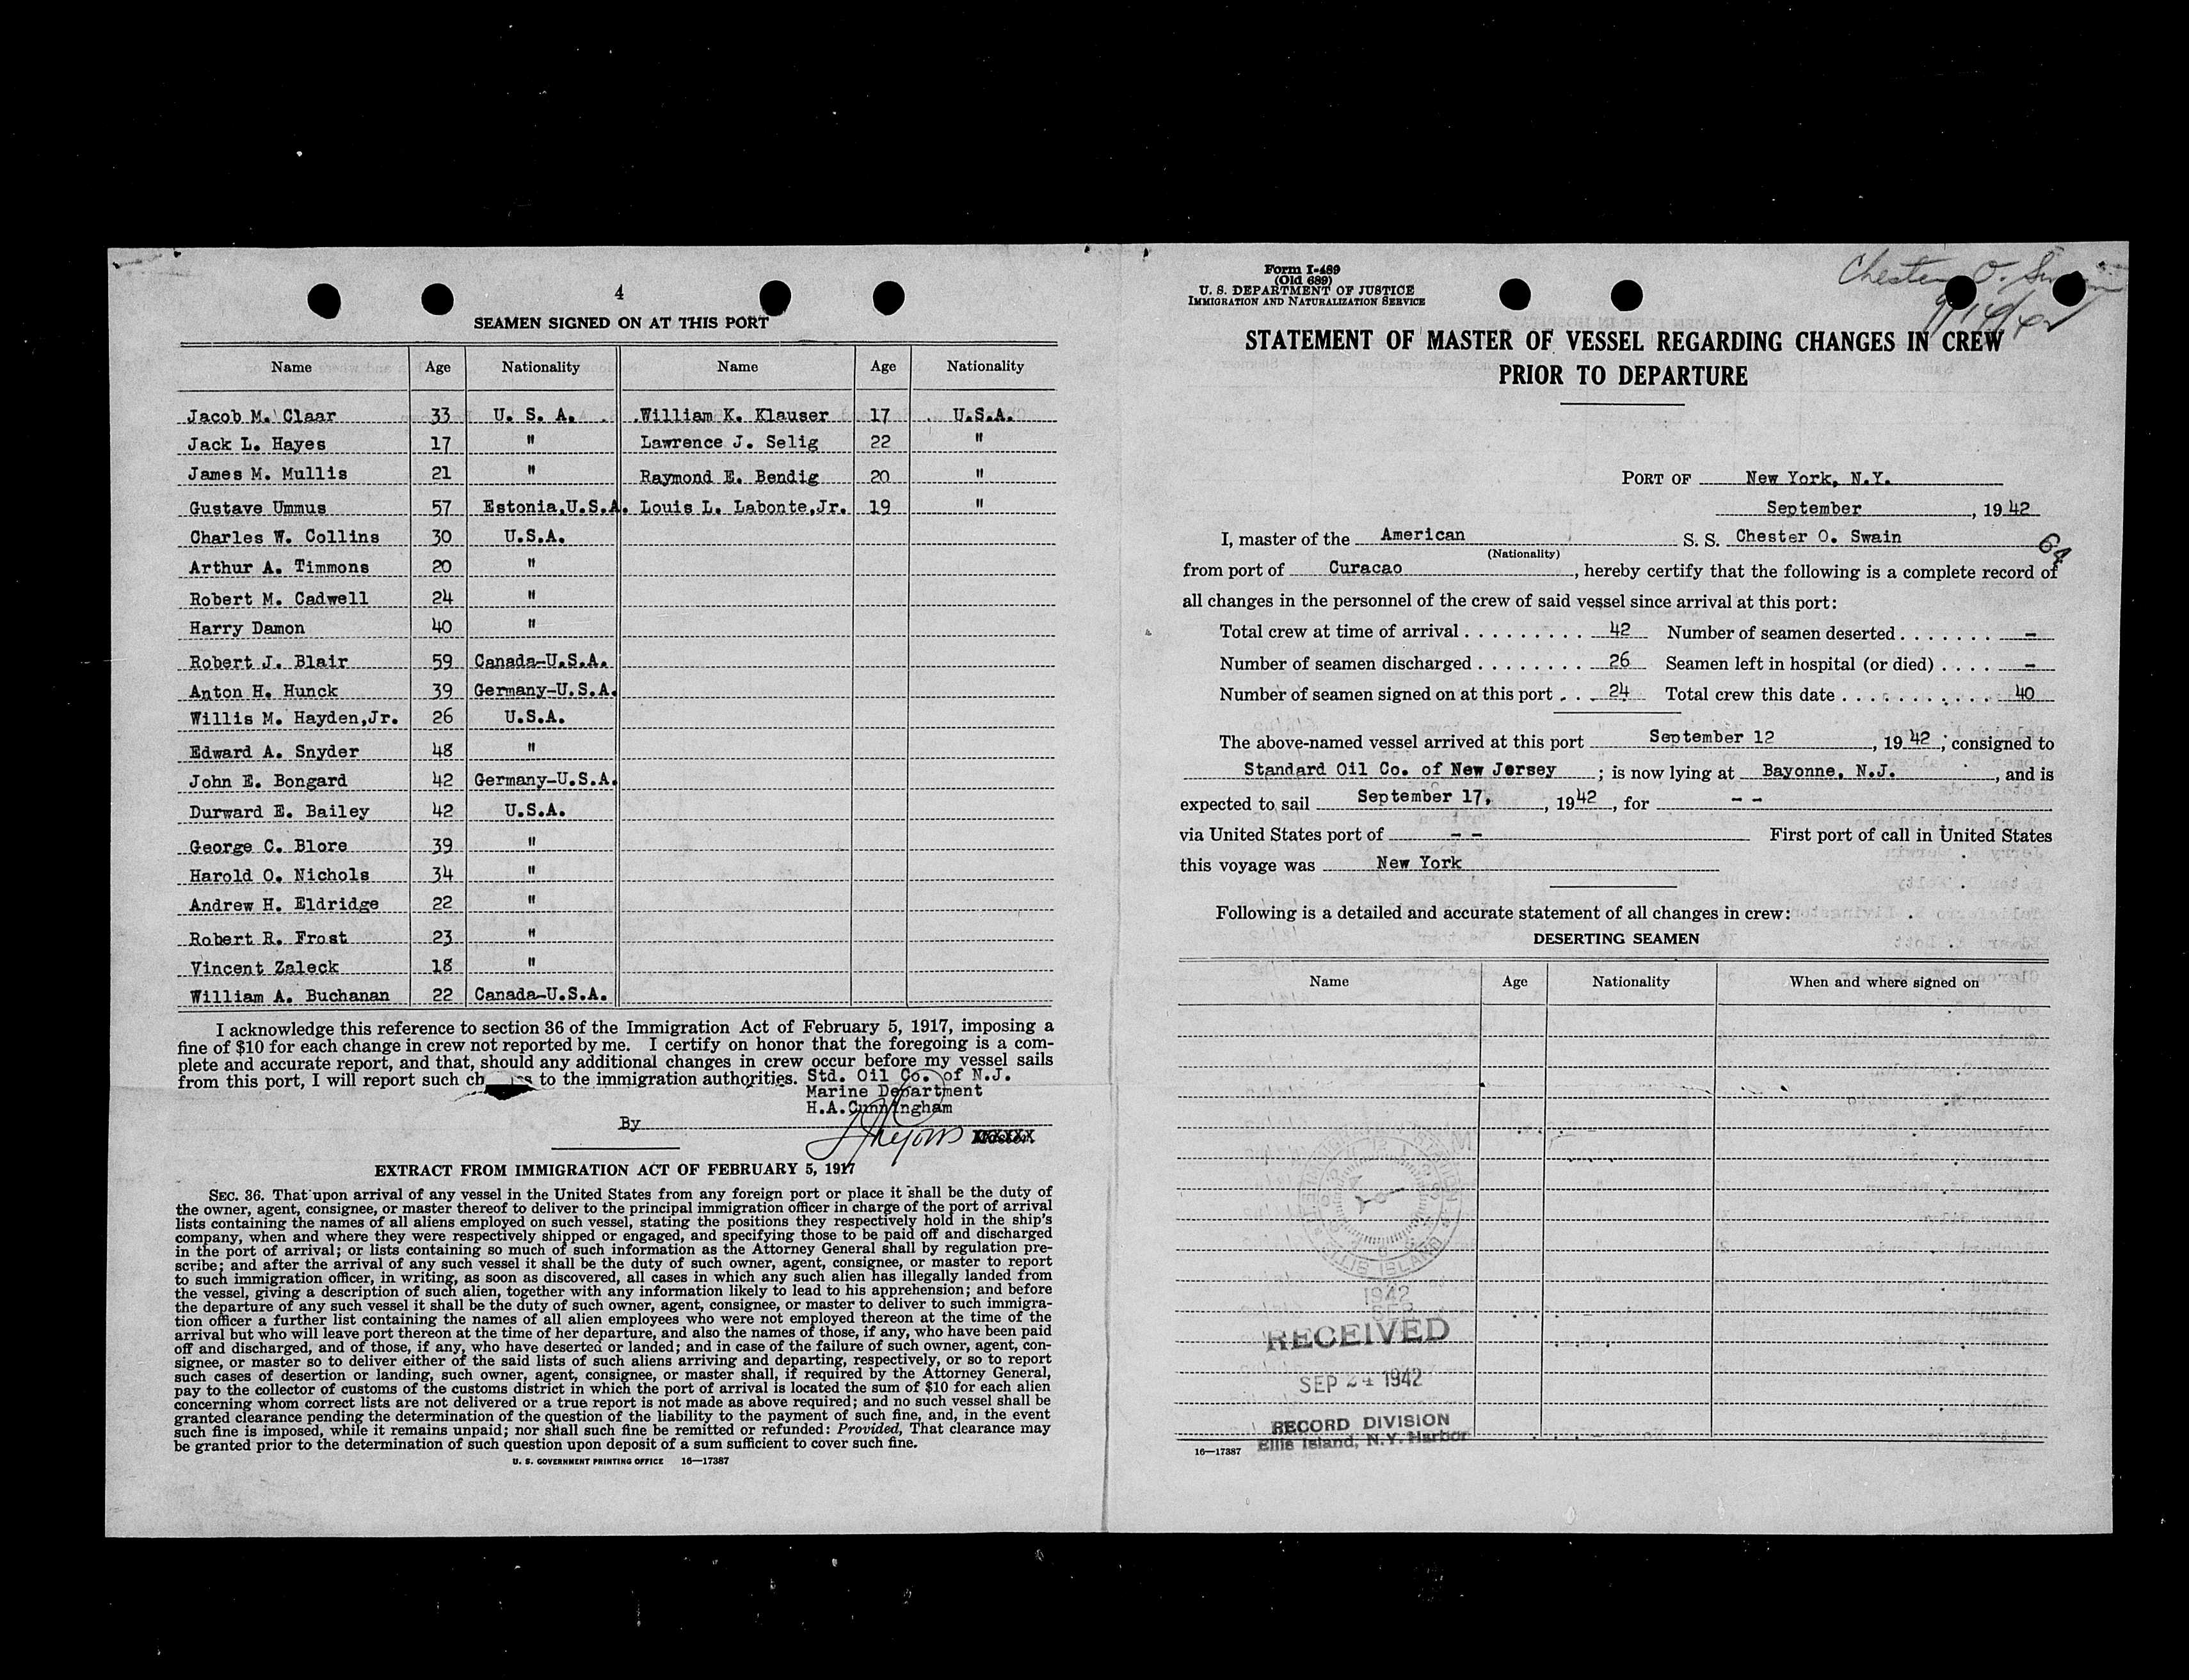 4
SEAMEN SIGNED ON AT THIS PORT
Name Age Nationality Name Age Nationality
Jacob M. Claar 33 U. S. A. William K. Klauser 17 U.S.A.
Jack L. Hayes 17 " Lawrence J. Selig 22 "
James M. Mullis 21 " Raymond E. Bendig 20 "
Gustave Ummus 57 Estonia,U.S.A. Louis L. Labonte,Jr. 19 "
Charles W. Collins 30 U.S.A.
Arthur A. Timmons 20 "
Robert M. Cadwell 24 "
Harry Damon 40 "
Robert J. Blair 59 Canada-U.S.A.
Anton H. Hunck 39 Germany-U.S.A.
Willis M. Hayden,Jr. 26 U.S.A.
Edward A. Snyder 48 "
John E. Bongard 42 Germany-U.S.A.
Durward E. Bailey 42 U.S.A.
George C. Blore 39 "
Harold O. Nichols 34 "
Andrew H. Eldridge 22 "
Robert R. Frost 23 "
Vincent Zaleck 18 "
William A. Buchanan 22 Canada-U.S.A.
I acknowledge this reference to section 36 of the Immigration Act of February 5, 1917, imposing a
fine of $10 for each change in crew not reported by me. I certify on honor that the foregoing is a com-
plete and accurate report, and that, should any additional changes in crew occur before my vessel sails
from this port, I will report such ch es to the immigration authorities. Std. Oil Co. of N.J.
Marine Department
H.A.Cunningham
By
EXTRACT FROM IMMIGRATION ACT OF FEBRUARY 5, 1917
SEC. 36. That upon arrival of any vessel in the United States from any foreign port or place it shall be the duty of
the owner, agent, consignee, or master thereof to deliver to the principal immigration officer in charge of the port of arrival
lists containing the names of all aliens employed on such vessel, stating the positions they respectively hold in the ship's
company, when and where they were respectively shipped or engaged, and specifying those to be paid off and discharged
in the port of arrival; or lists containing so much of such information as the Attorney General shall by regulation pre-
scribe; and after the arrival of any such vessel it shall be the duty of such owner, agent, consignee, or master to report
to such immigration officer, in writing, as soon as discovered, all cases in which any such alien has illegally landed from
the vessel, giving a description of such alien, together with any information likely to lead to his apprehension; and before
the departure of any such vessel it shall be the duty of such owner, agent, consignee, or master to deliver to such immigra-
tion officer a further list containing the names of all alien employees who were not employed thereon at the time of the
arrival but who will leave port thereon at the time of her departure, and also the names of those, if any, who have been paid
off and discharged, and of those, if any, who have deserted or landed; and in case of the failure of such owner, agent, con-
signee, or master so to deliver either of the said lists of such aliens arriving and departing, respectively, or so to report
such cases of desertion or landing, such owner, agent, consignee, or master shall, if required by the Attorney General,
pay to the collector of customs of the customs district in which the port of arrival is located the sum of $10 for each alien
concerning whom correct lists are not delivered or a true report is not made as above required; and no such vessel shall be
granted clearance pending the determination of the question of the liability to the payment of such fine, and, in the event
such fine is imposed, while it remains unpaid; nor shall such fine be remitted or refunded: Provided, That clearance may
be granted prior to the determination of such question upon deposit of a sum sufficient to cover such fine.
U. S. GOVERNMENT PRINTING OFFICE 16—17387
Form I-489
(Old 689)
U. S. DEPARTMENT OF JUSTICE
IMMIGRATION AND NATURALIZATION SERVICE
Chester O. Swain
STATEMENT OF MASTER OF VESSEL REGARDING CHANGES IN CREW
PRIOR TO DEPARTURE
PORT OF New York, N.Y.
September, 1942
I, master of the American S. S. Chester O. Swain
(Nationality)
64
from port of Curacao, hereby certify that the following is a complete record of
all changes in the personnel of the crew of said vessel since arrival at this port:
Total crew at time of arrival . . . . . . . . . 42 Number of seamen deserted . . . . . . . -
Number of seamen discharged . . . . . . . . 26 Seamen left in hospital (or died) . . . . -
Number of seamen signed on at this port . . . 24 Total crew this date . . . . . . . . . . . 40
The above-named vessel arrived at this port September 12, 1942, consigned to
Standard Oil Co. of New Jersey; is now lying at Bayonne, N.J., and is
expected to sail September 17, 1942, for - -
via United States port of - - First port of call in United States
this voyage was New York
Following is a detailed and accurate statement of all changes in crew:
DESERTING SEAMEN
Name Age Nationality When and where signed on
ELLIS ISLAND
1942
SEP
RECEIVED
SEP 24 1942
RECORD DIVISION
Ellis Island, N.Y. Harbor
16—17387